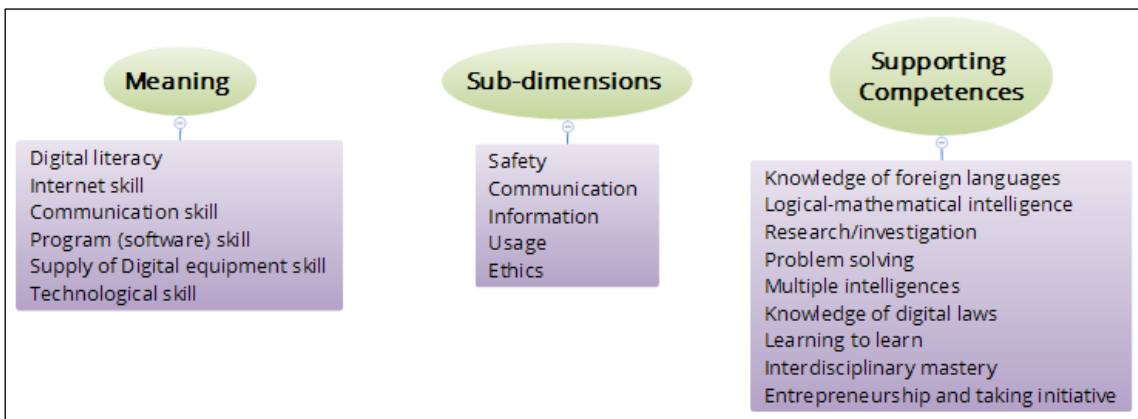 Meaning
Digital literacy
Internet skill
Communication skill
Program (software) skill
Supply of Digital equipment skill
Technological skill
Sub-dimensions
Safety
Communication
Information
Usage
Ethics
Supporting
Competences
Knowledge of foreign languages
Logical-mathematical intelligence
Research/investigation
Problem solving
Multiple intelligences
Knowledge of digital laws
Learning to learn
Interdisciplinary mastery
Entrepreneurship and taking initiative